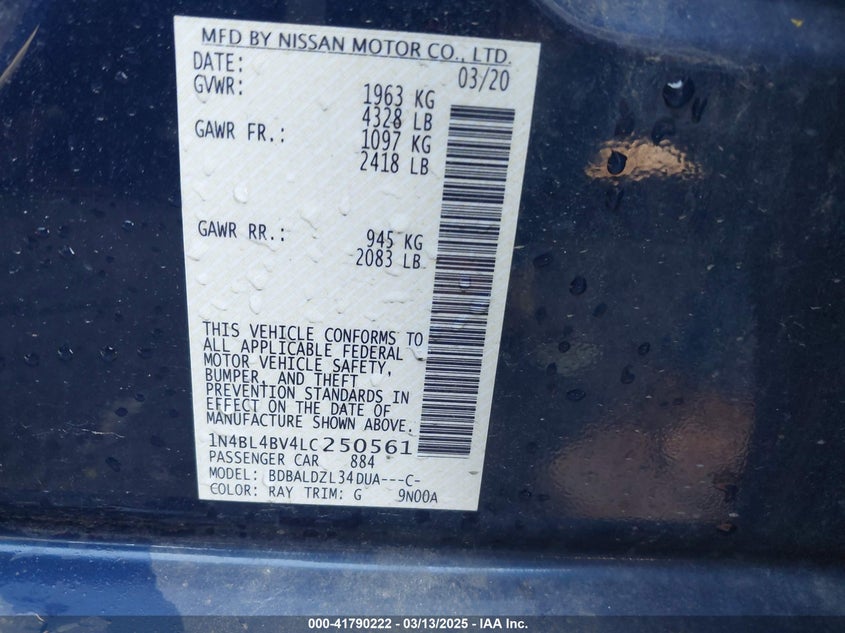 MFD BY NISSAN MOTOR CO., LTD.
DATE: 03/20
GVWR: 1963 KG
4328 LB
GAWR FR.: 1097 KG
2418 LB
GAWR RR.: 945 KG
2083 LB
THIS VEHICLE CONFORMS TO
ALL APPLICABLE FEDERAL
MOTOR VEHICLE SAFETY,
BUMPER, AND THEFT
PREVENTION STANDARDS IN
EFFECT ON THE DATE OF
MANUFACTURE SHOWN ABOVE.
1N4BL4BV4LC250561
PASSENGER CAR 884
MODEL: BDBALDZL34DUA---C-
COLOR: RAY TRIM: G 9N00A
000-41790222 - 03/13/2025 - IAA Inc.